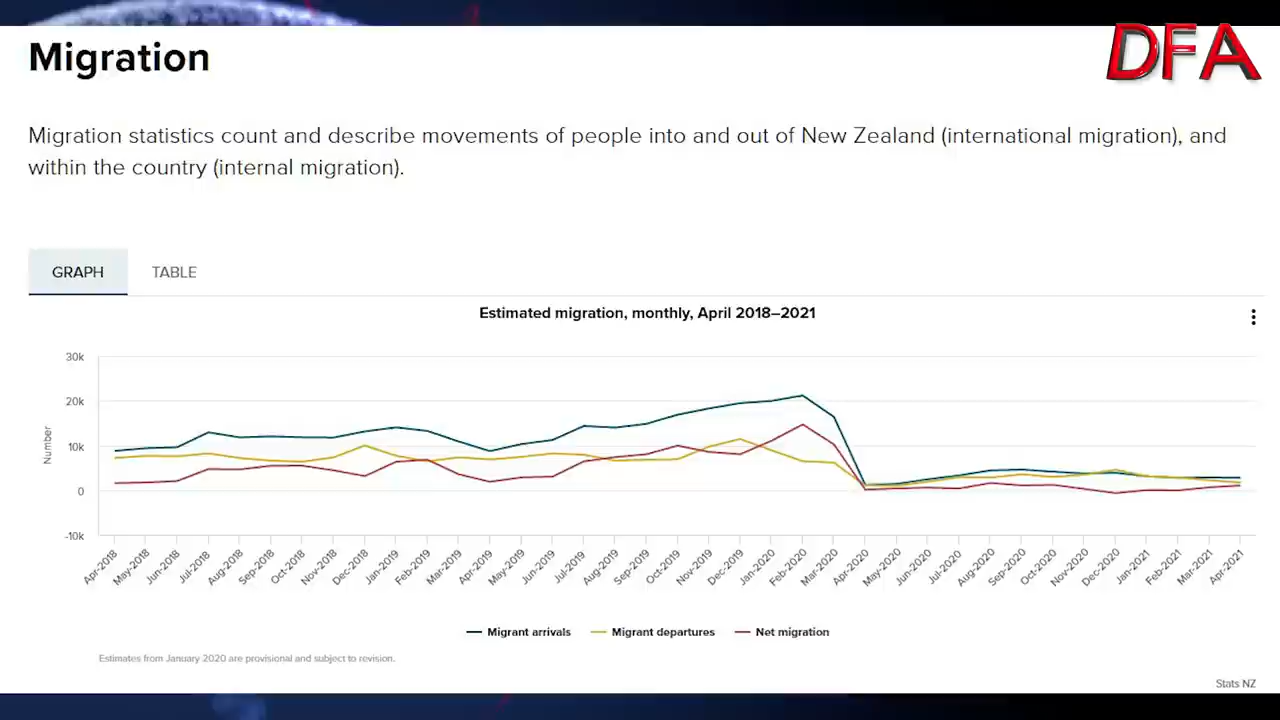 DFA
Migration
Migration statistics count and describe movements of people into and out of New Zealand (international migration), and
within the country (internal migration).
GRAPH
TABLE
Estimated migration, monthly, April 2018–2021
30k
20k
10k
0
-10k
Number
Apr-2018
May-2018
Jun-2018
Jul-2018
Aug-2018
Sep-2018
Oct-2018
Nov-2018
Dec-2018
Jan-2019
Feb-2019
Mar-2019
Apr-2019
May-2019
Jun-2019
Jul-2019
Aug-2019
Sep-2019
Oct-2019
Nov-2019
Dec-2019
Jan-2020
Feb-2020
Mar-2020
Apr-2020
May-2020
Jun-2020
Jul-2020
Aug-2020
Sep-2020
Oct-2020
Nov-2020
Dec-2020
Jan-2021
Feb-2021
Mar-2021
Apr-2021
Migrant arrivals
Migrant departures
Net migration
Estimates from January 2020 are provisional and subject to revision.
Stats NZ